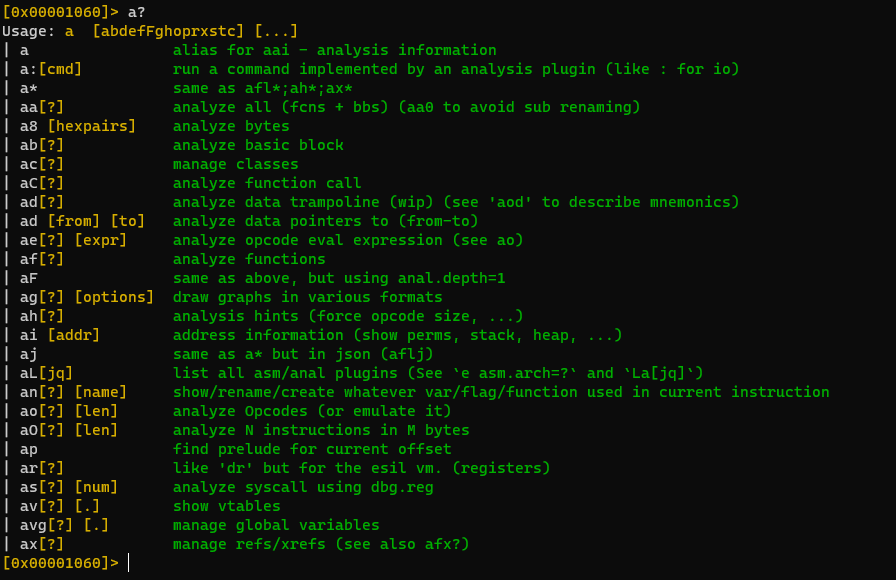 [0x00001060]> a?
Usage: a  [abdefFghoprxstc] [...]
| a                alias for aai - analysis information
| a:[cmd]          run a command implemented by an analysis plugin (like : for io)
| a*               same as afl*;ah*;ax*
| aa[?]            analyze all (fcns + bbs) (aa0 to avoid sub renaming)
| a8 [hexpairs]    analyze bytes
| ab[?]            analyze basic block
| ac[?]            manage classes
| aC[?]            analyze function call
| ad[?]            analyze data trampoline (wip) (see 'aod' to describe mnemonics)
| ad [from] [to]   analyze data pointers to (from-to)
| ae[?] [expr]     analyze opcode eval expression (see ao)
| af[?]            analyze functions
| aF               same as above, but using anal.depth=1
| ag[?] [options]  draw graphs in various formats
| ah[?]            analysis hints (force opcode size, ...)
| ai [addr]        address information (show perms, stack, heap, ...)
| aj               same as a* but in json (aflj)
| aL[jq]           list all asm/anal plugins (See `e asm.arch=?` and `La[jq]`)
| an[?] [name]     show/rename/create whatever var/flag/function used in current instruction
| ao[?] [len]      analyze Opcodes (or emulate it)
| aO[?] [len]      analyze N instructions in M bytes
| ap               find prelude for current offset
| ar[?]            like 'dr' but for the esil vm. (registers)
| as[?] [num]      analyze syscall using dbg.reg
| av[?] [.]        show vtables
| avg[?] [.]       manage global variables
| ax[?]            manage refs/xrefs (see also afx?)
[0x00001060]>